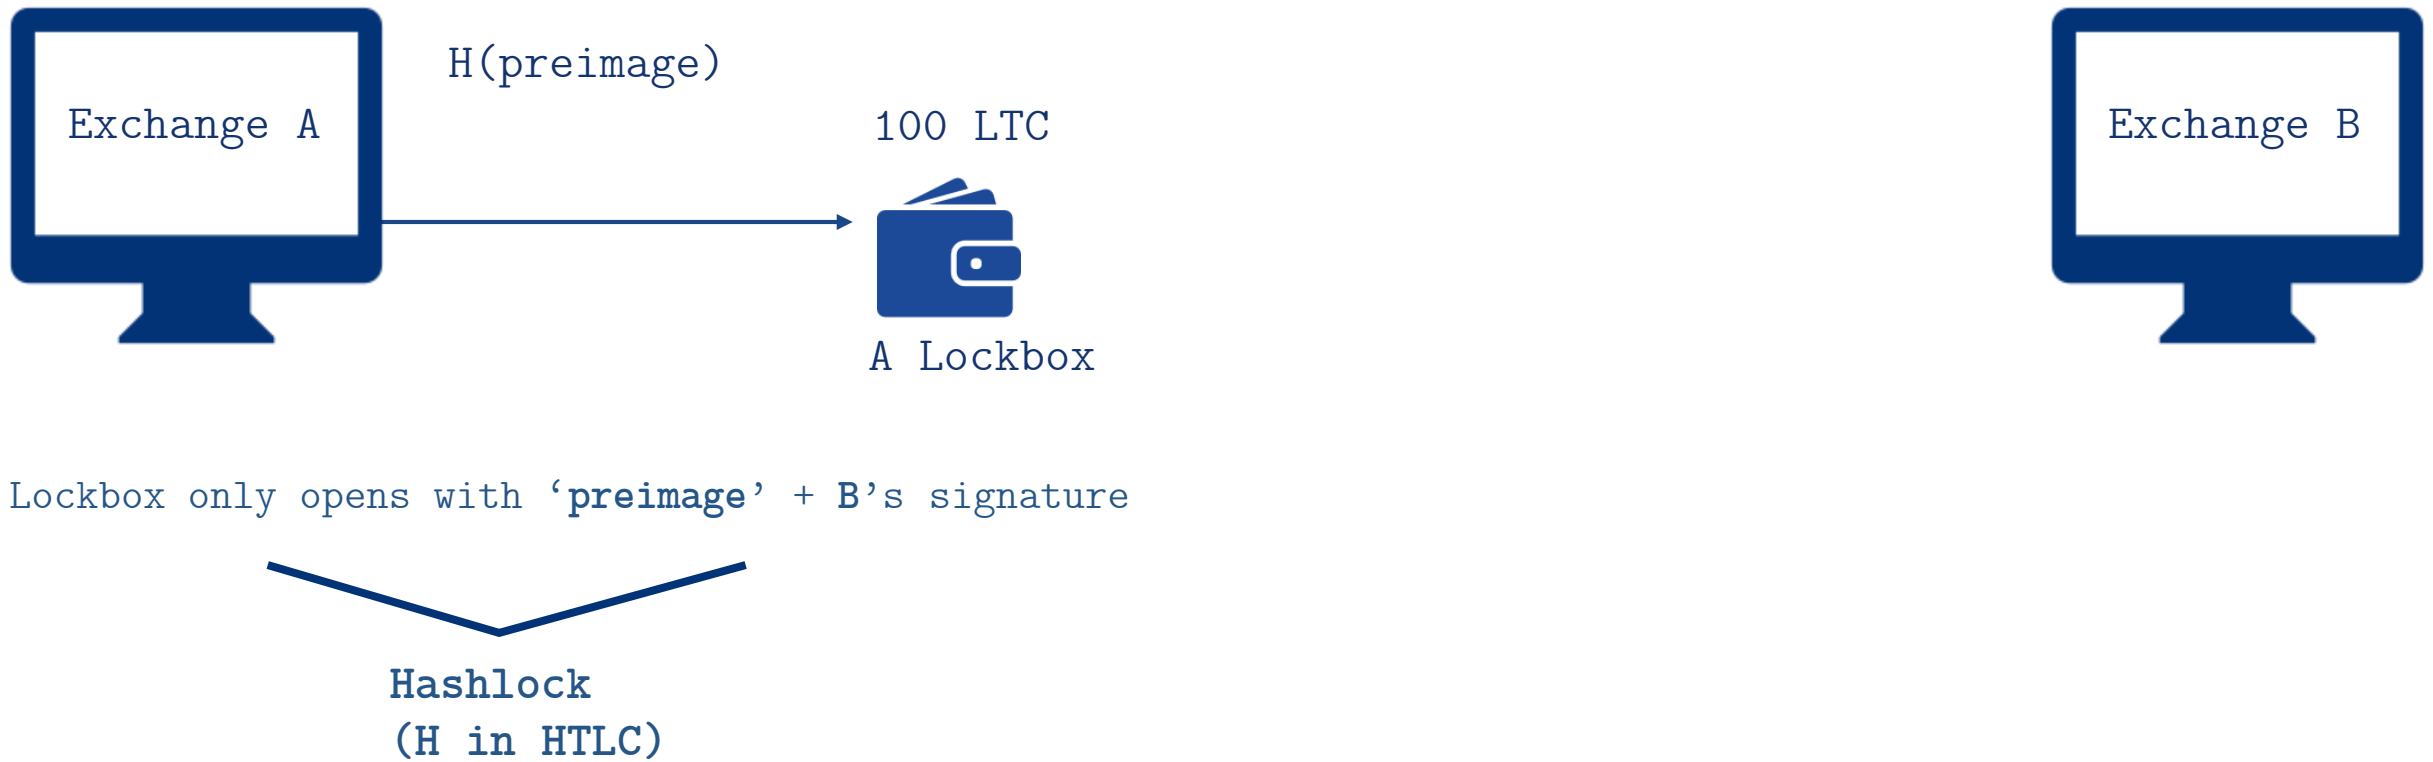 Exchange A
H(preimage)
100 LTC
A Lockbox
Exchange B
Lockbox only opens with ‘preimage’ + B’s signature
Hashlock
(H in HTLC)